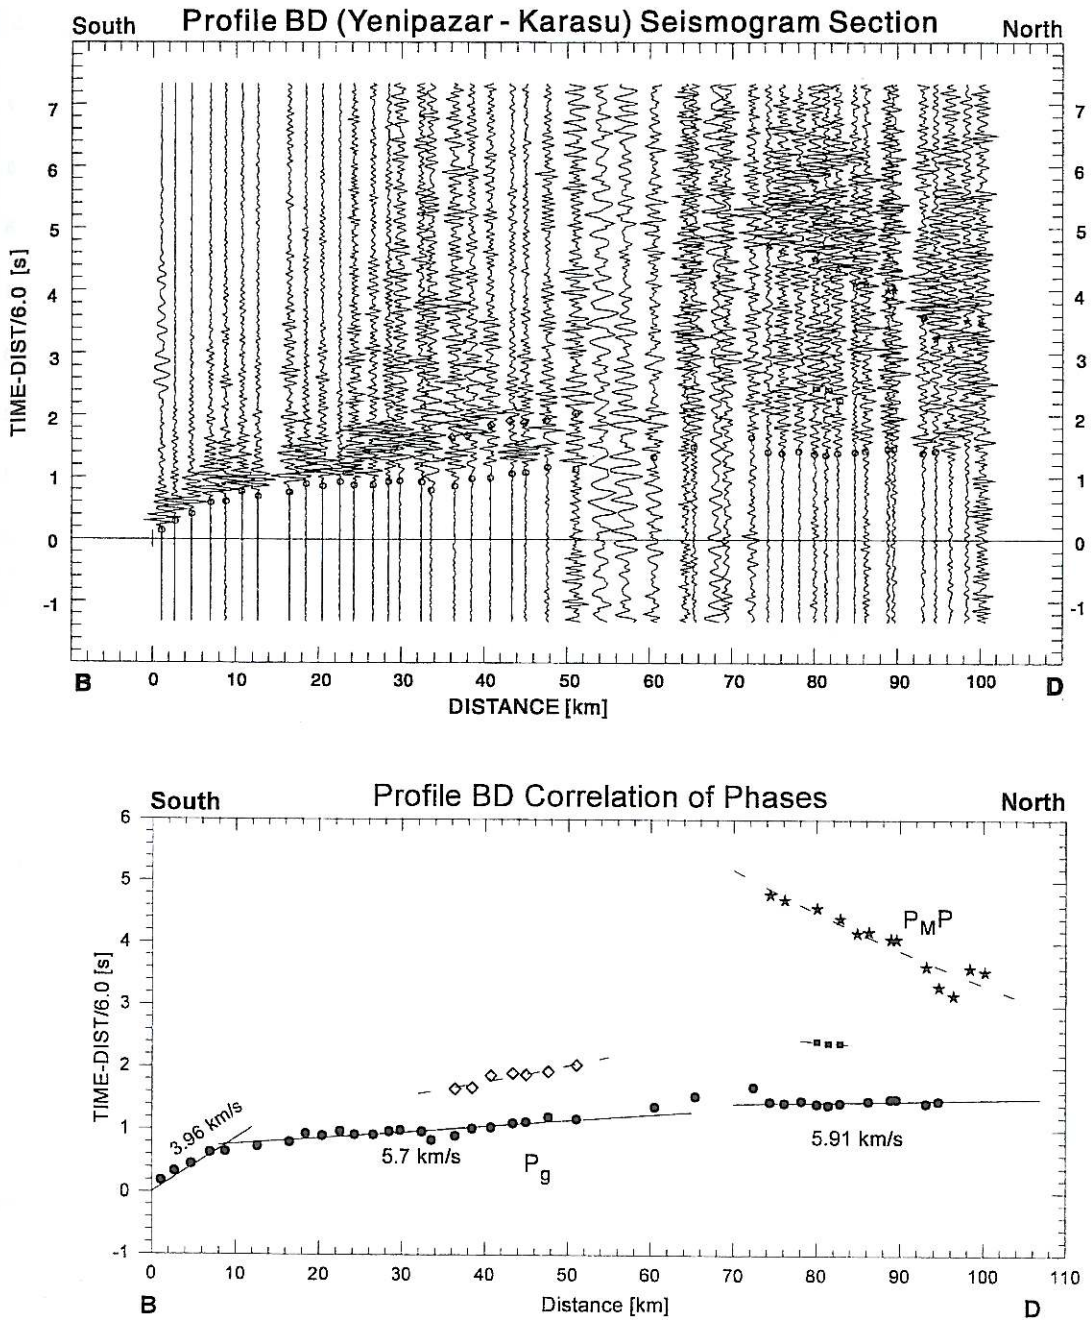 Profile BD (Yenipazar - Karasu) Seismogram Section
South
North
TIME-DIST/6.0 [s]
7
6
5
4
3
2
1
0
-1
7
6
5
4
3
2
1
0
-1
0 10 20 30 40 50 60 70 80 90 100
B
D
DISTANCE [km]
Profile BD Correlation of Phases
South
North
TIME-DIST/6.0 [s]
6
5
4
3
2
1
0
-1
PMP
3.96 km/s
5.7 km/s
Pg
5.91 km/s
0 10 20 30 40 50 60 70 80 90 100 110
B
D
Distance [km]